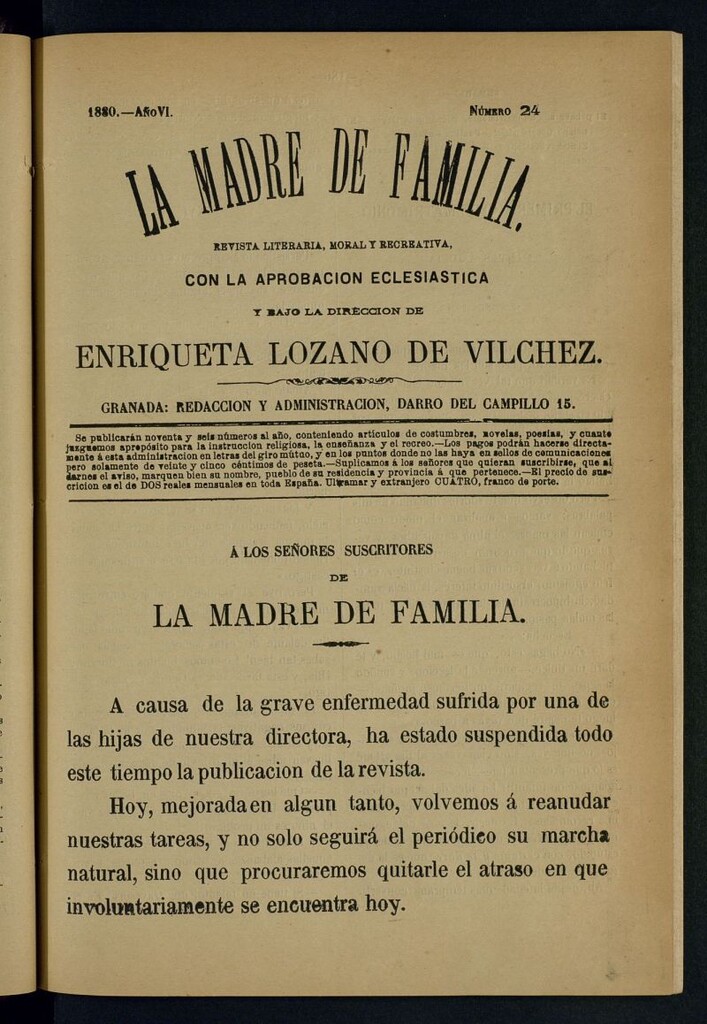 1880.—Año VI.
Número 24
LA MADRE DE FAMILIA.
REVISTA LITERARIA, MORAL Y RECREATIVA,
CON LA APROBACION ECLESIASTICA
Y BAJO LA DIRECCION DE
ENRIQUETA LOZANO DE VILCHEZ.
GRANADA: REDACCION Y ADMINISTRACION, DARRO DEL CAMPILLO 15.
Se publicarán noventa y seis números al año, conteniendo artículos de costumbres, novelas, poesías, y cuanto
juzguemos apropósito para la instruccion religiosa, la enseñanza y el recreo.—Los pagos podrán hacerse directa-
mente á esta administracion en letras del giro mútuo, y en los puntos donde no las haya en sellos de comunicaciones
pero solamente de veinte y cinco céntimos de peseta.—Suplicamos á los señores que quieran suscribirse, que al
darnos el aviso, marquen bien su nombre, pueblo de su residencia y provincia á que pertenece.—El precio de sus-
cricion es el de DOS reales mensuales en toda España. Ultramar y extranjero CUATRO, franco de porte.
Á LOS SEÑORES SUSCRITORES
DE
LA MADRE DE FAMILIA.
A causa de la grave enfermedad sufrida por una de
las hijas de nuestra directora, ha estado suspendida todo
este tiempo la publicacion de la revista.
Hoy, mejorada en algun tanto, volvemos á reanudar
nuestras tareas, y no solo seguirá el periódico su marcha
natural, sino que procuraremos quitarle el atraso en que
involuntariamente se encuentra hoy.